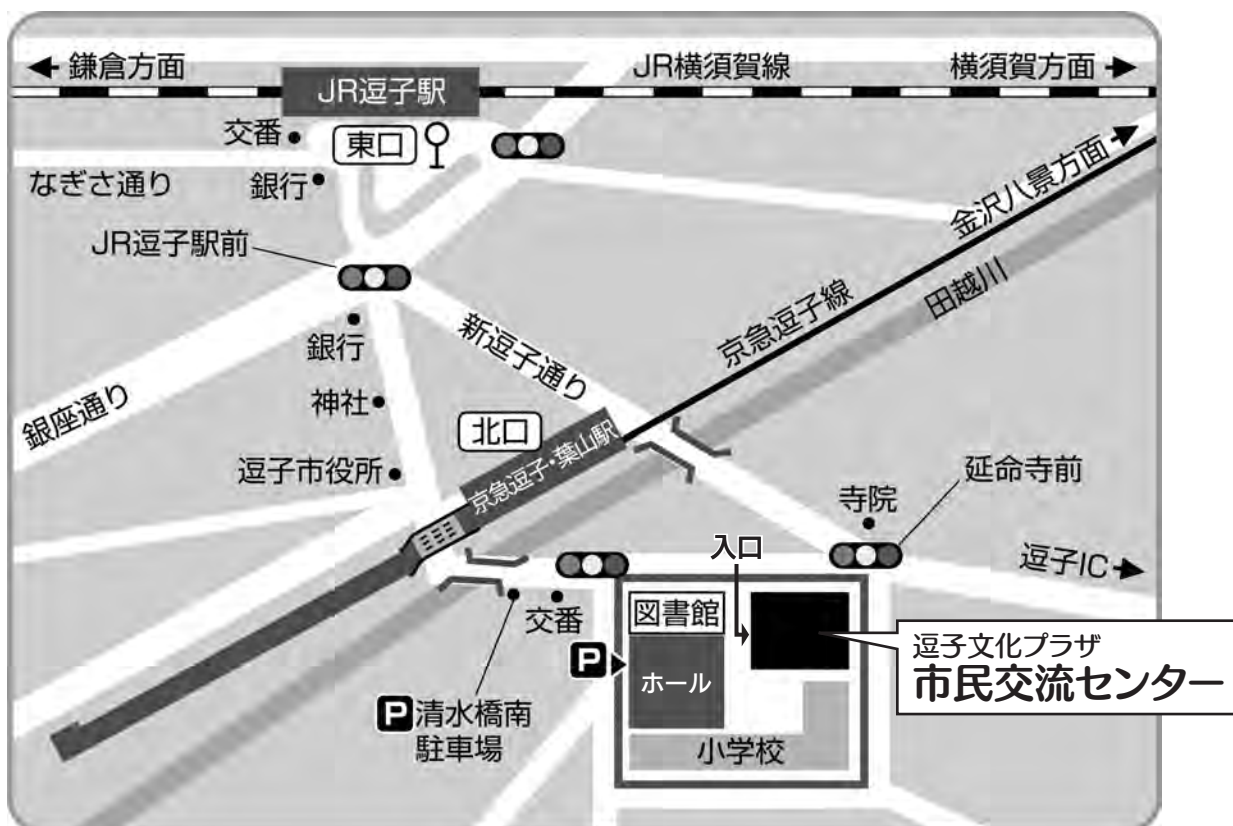 鎌倉方面
JR横須賀線
横須賀方面
JR逗子駅
交番
東口
なぎさ通り
銀行
金沢八景方面
JR逗子駅前
田越川
京急逗子線
銀行
新逗子通り
銀座通り
神社
北口
京急逗子・葉山駅
逗子市役所
延命寺前
寺院
入口
逗子IC
図書館
交番
P
ホール
逗子文化プラザ
市民交流センター
P 清水橋南
駐車場
小学校